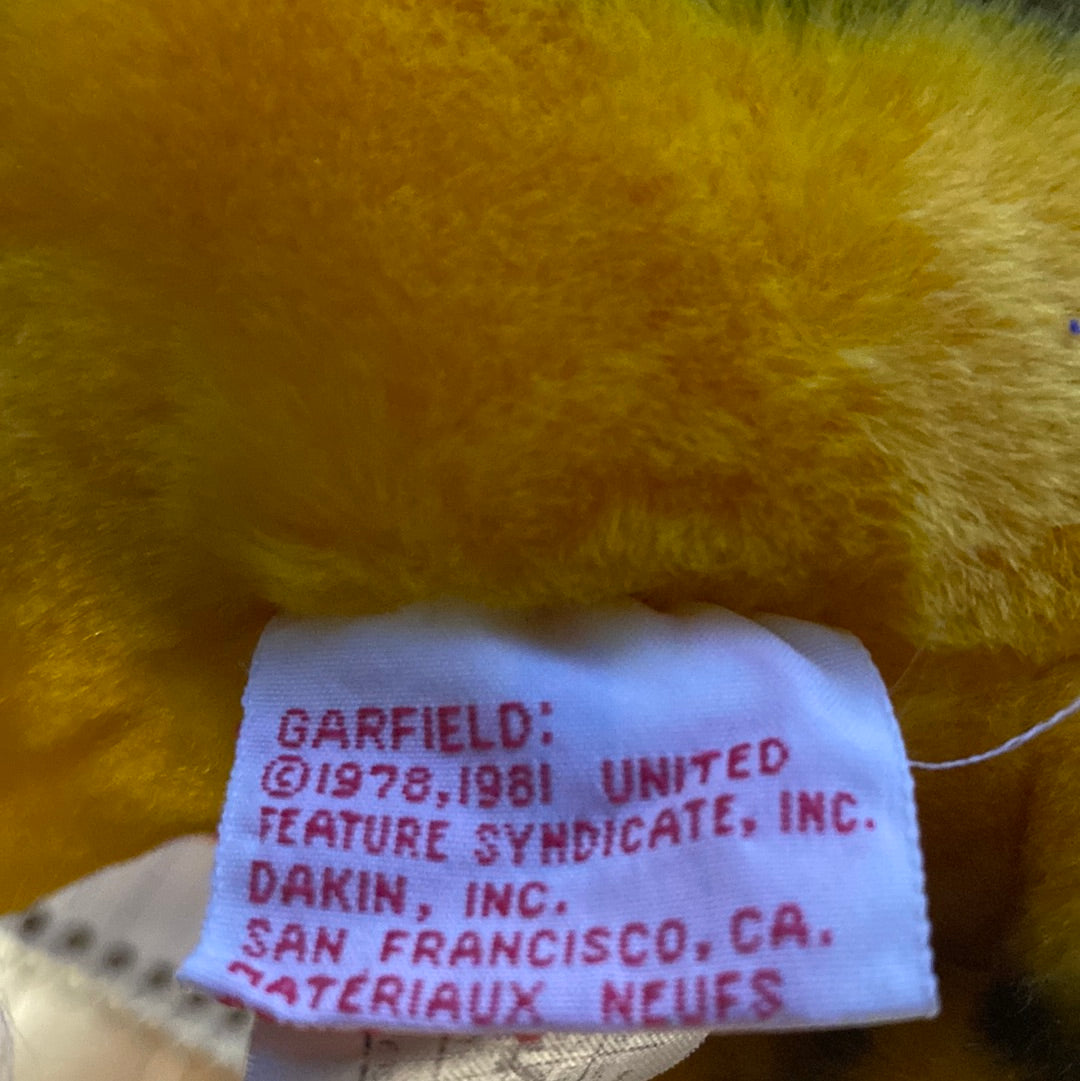 GARFIELD:
©1978,1981 UNITED
FEATURE SYNDICATE, INC.
DAKIN, INC.
SAN FRANCISCO, CA.
MATÉRIAUX NEUFS